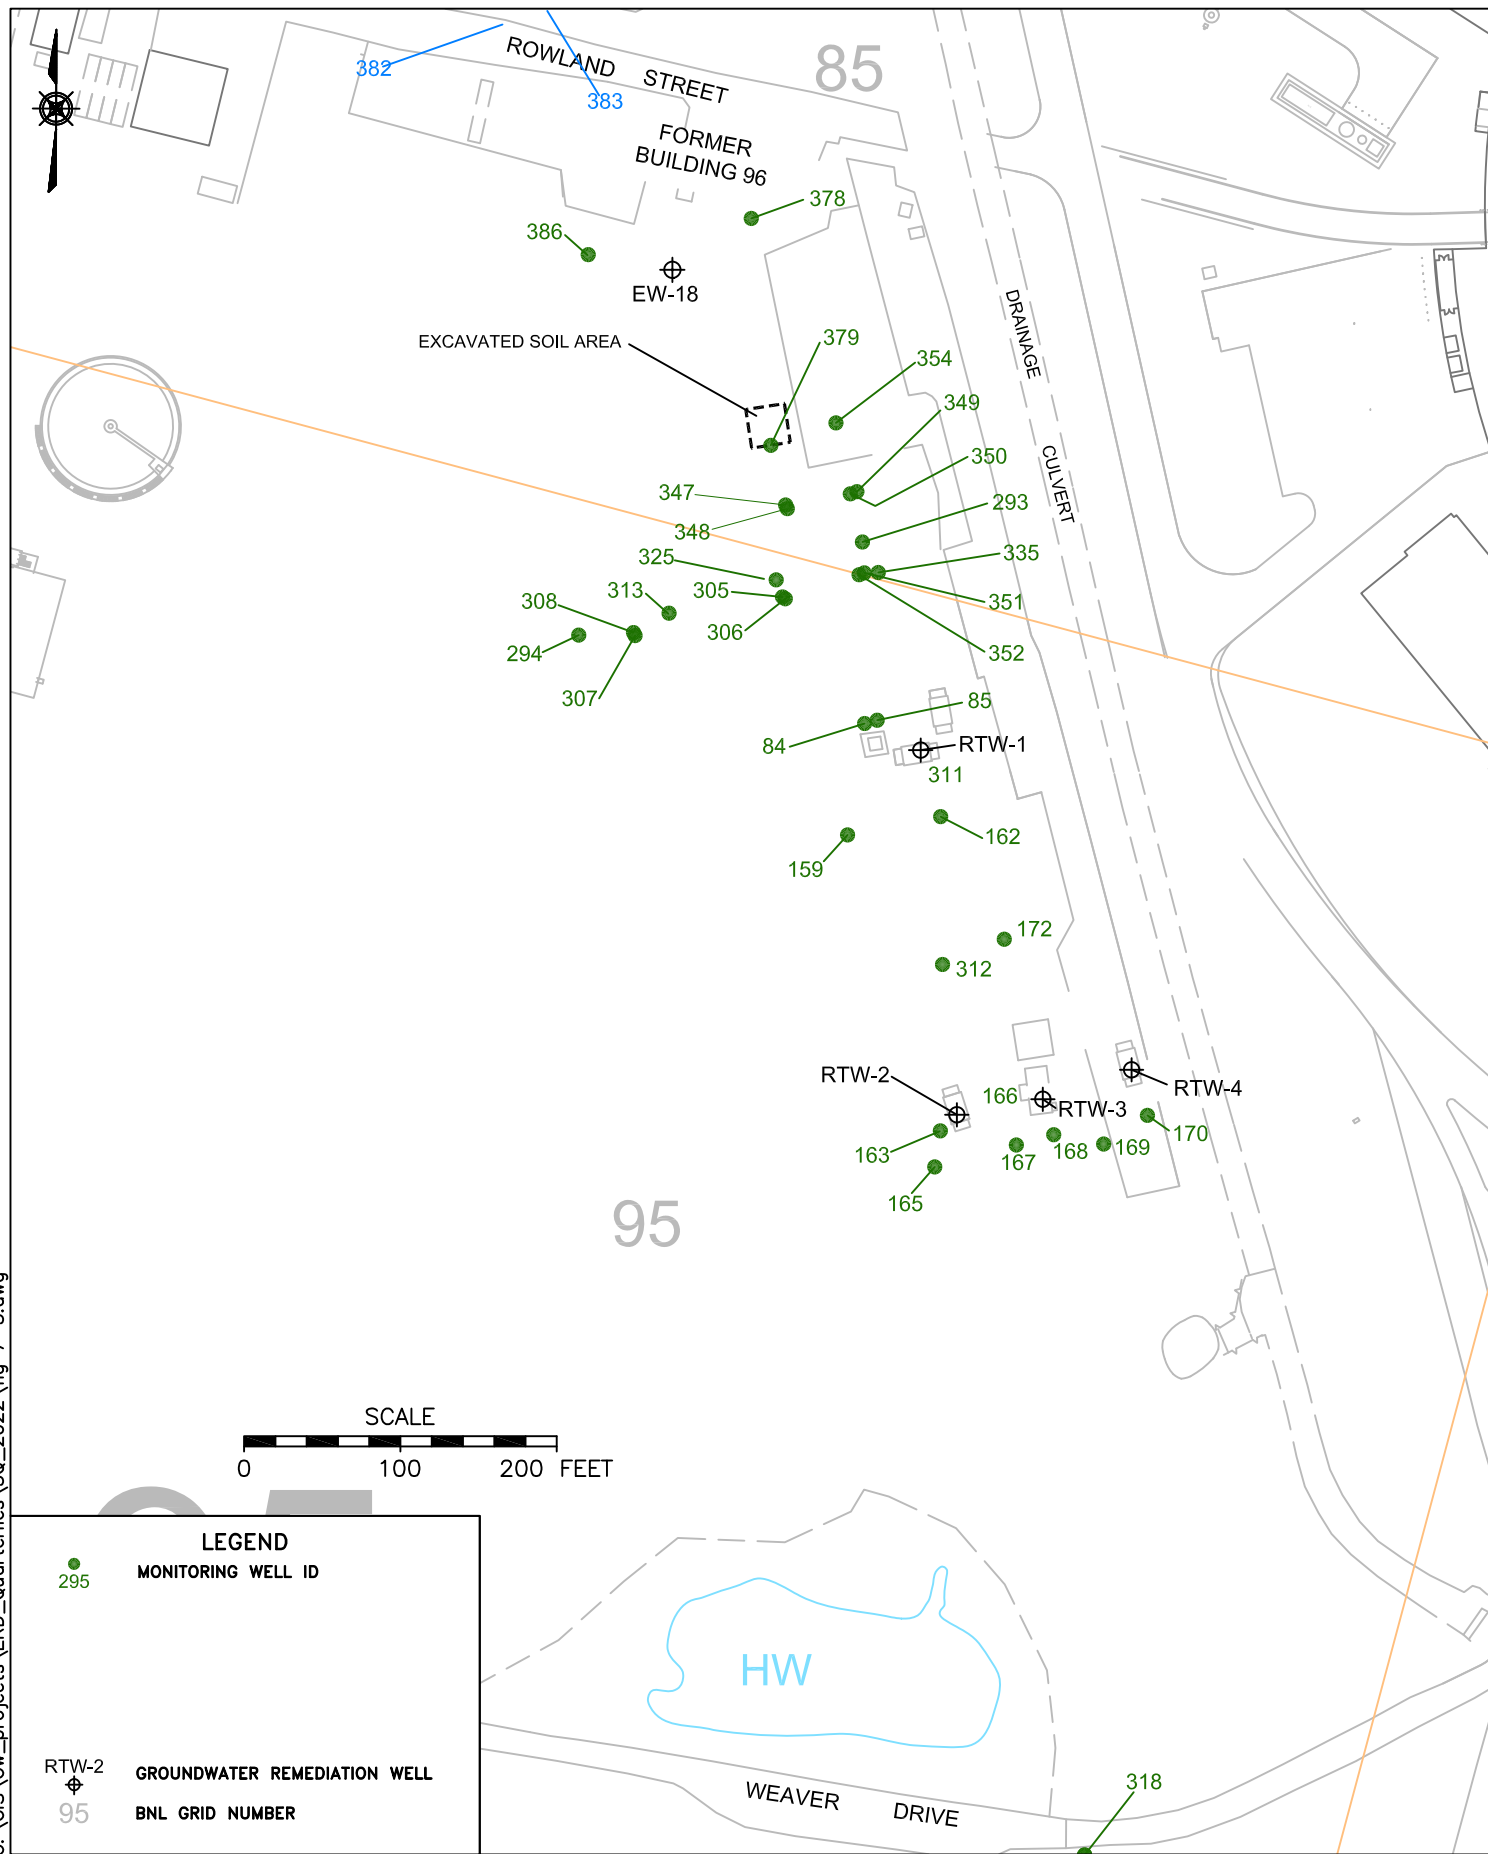 ROWLAND STREET
85
382
383
FORMER
BUILDING 96
378
386
EW-18
EXCAVATED SOIL AREA
379
354
349
350
293
DRAINAGE
CULVERT
347
348
325
335
313
305
351
308
306
352
294
307
85
84
RTW-1
311
162
159
172
312
RTW-2
166
RTW-3
RTW-4
163
167
168
169
170
165
95
SCALE
0 100 200 FEET
LEGEND
295 MONITORING WELL ID
RTW-2 GROUNDWATER REMEDIATION WELL
95 BNL GRID NUMBER
HW
318
WEAVER DRIVE